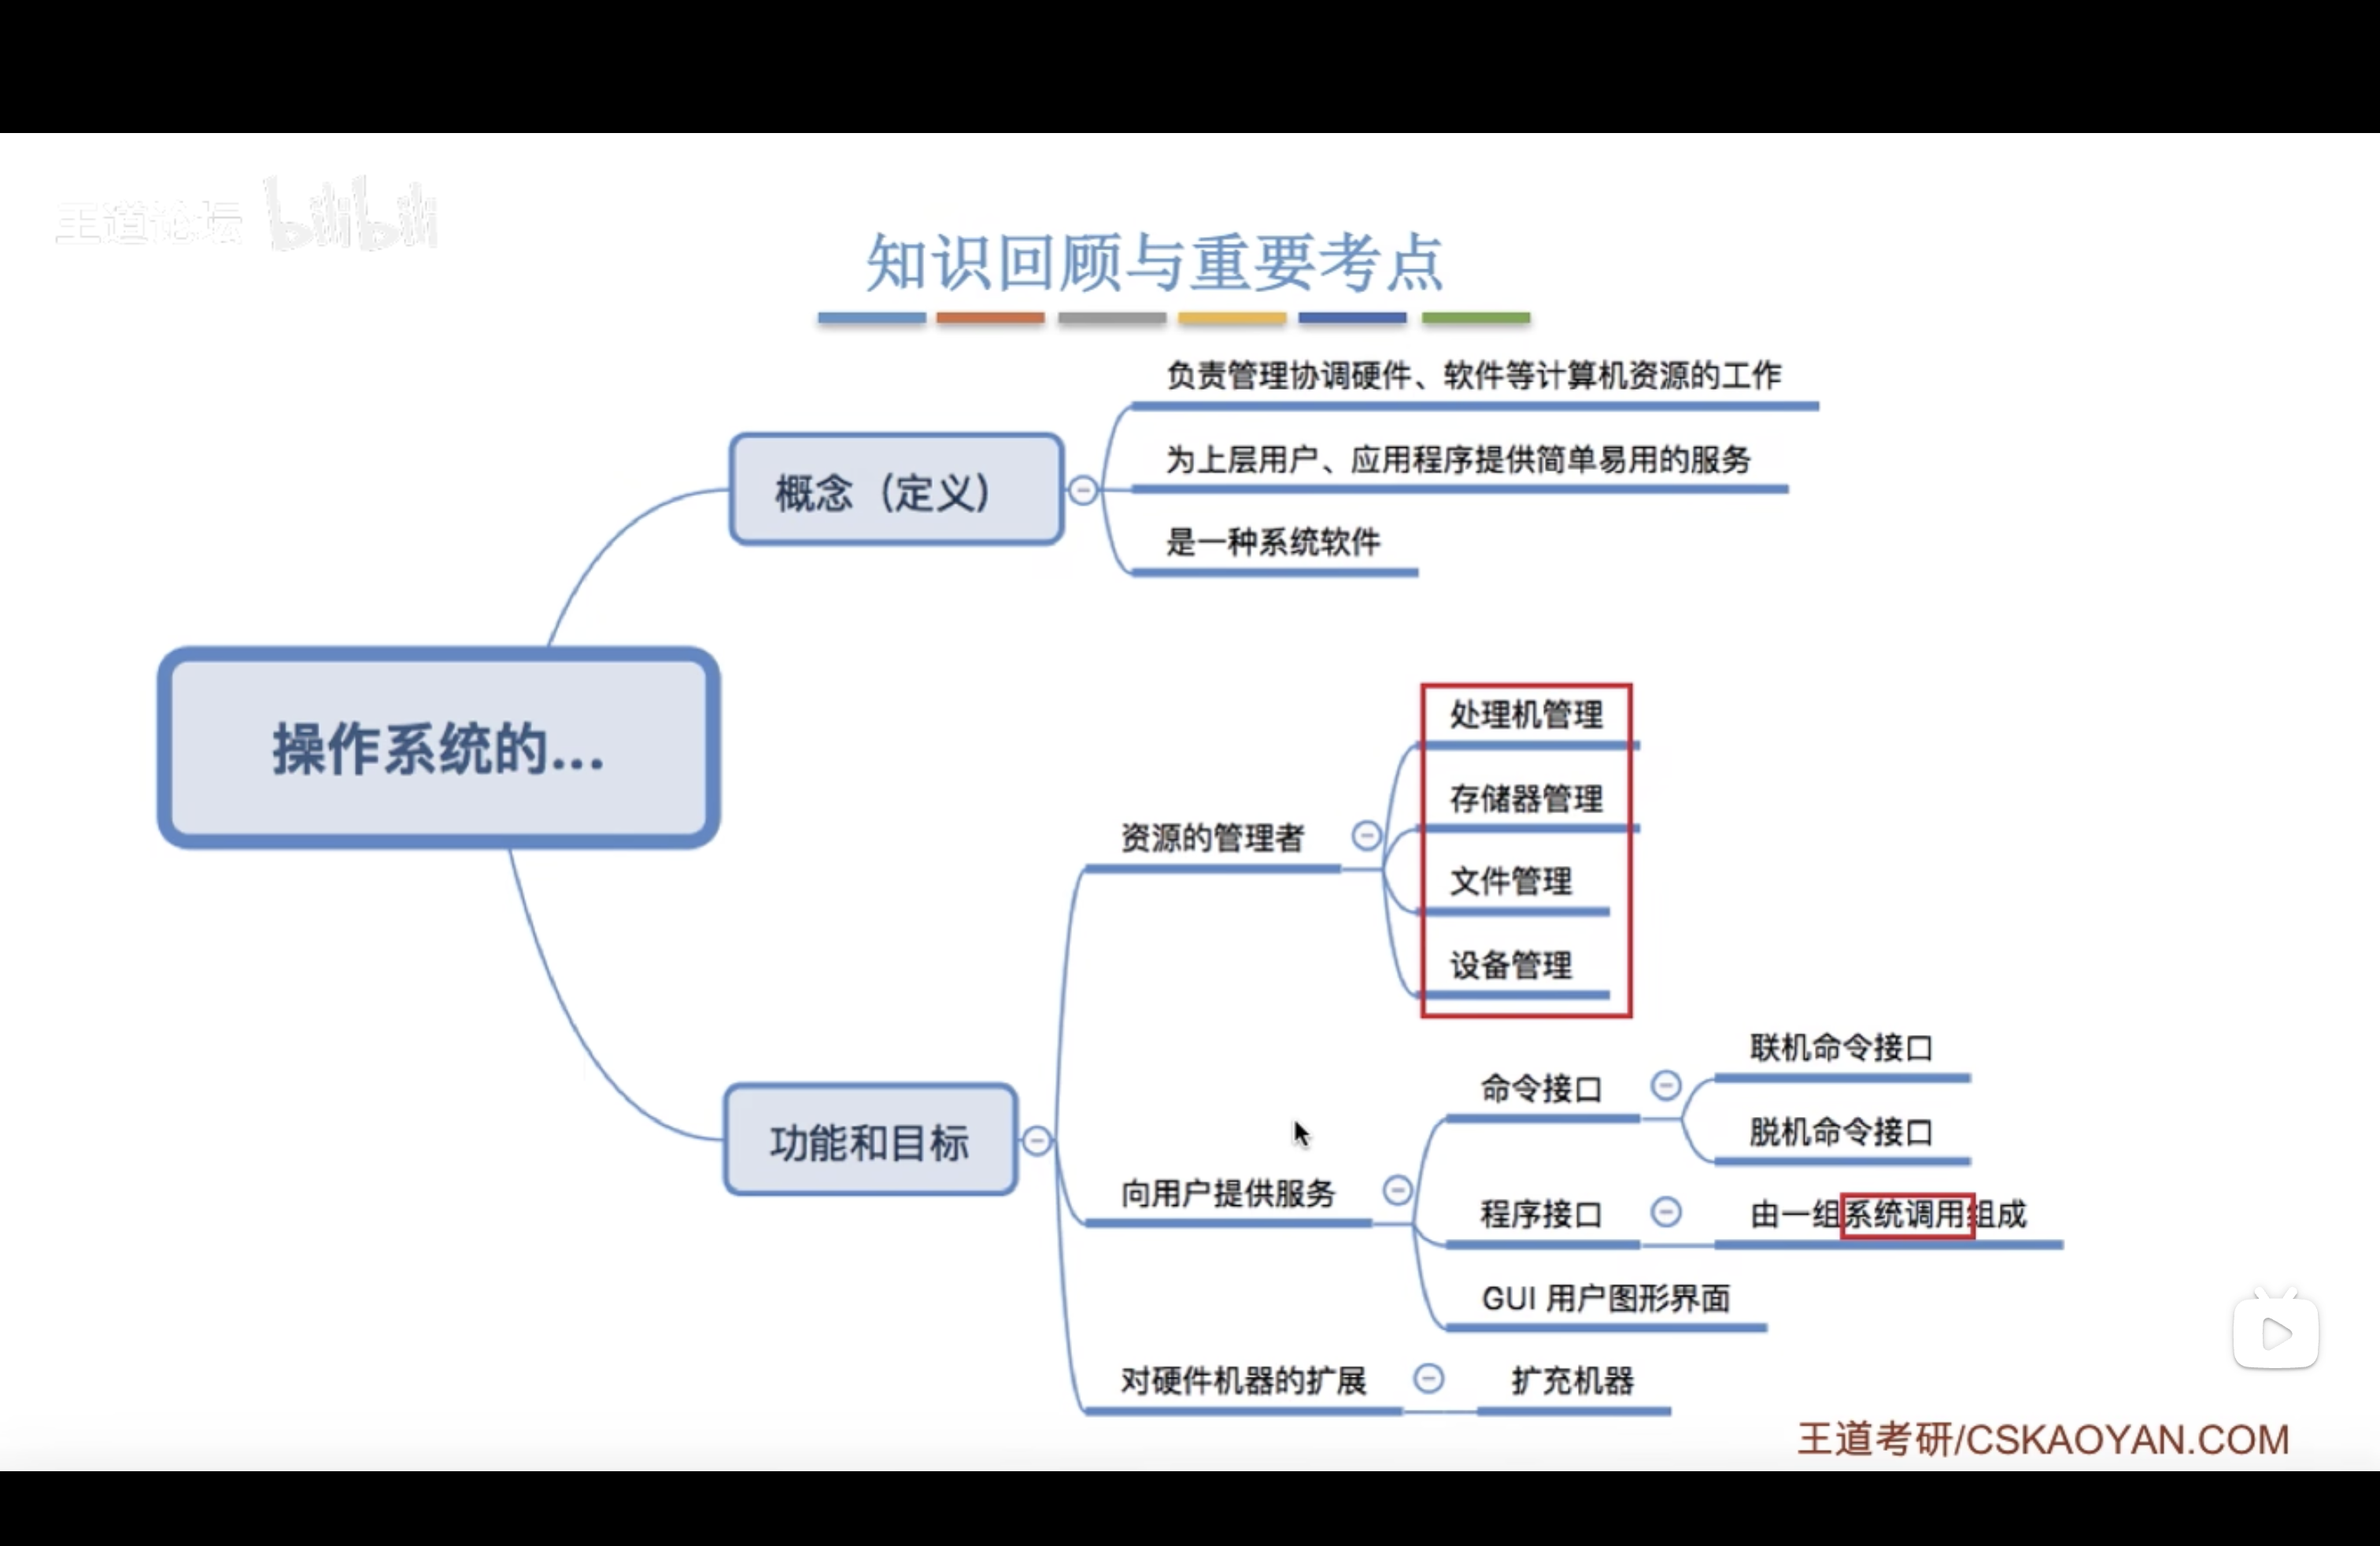 王道论坛 bilibili
知识回顾与重要考点
负责管理协调硬件、软件等计算机资源的工作
为上层用户、应用程序提供简单易用的服务
概念（定义）
是一种系统软件
操作系统的...
处理机管理
存储器管理
资源的管理者
文件管理
设备管理
功能和目标
联机命令接口
命令接口
脱机命令接口
向用户提供服务
程序接口
由一组系统调用组成
GUI 用户图形界面
对硬件机器的扩展
扩充机器
王道考研/CSKAOYAN.COM